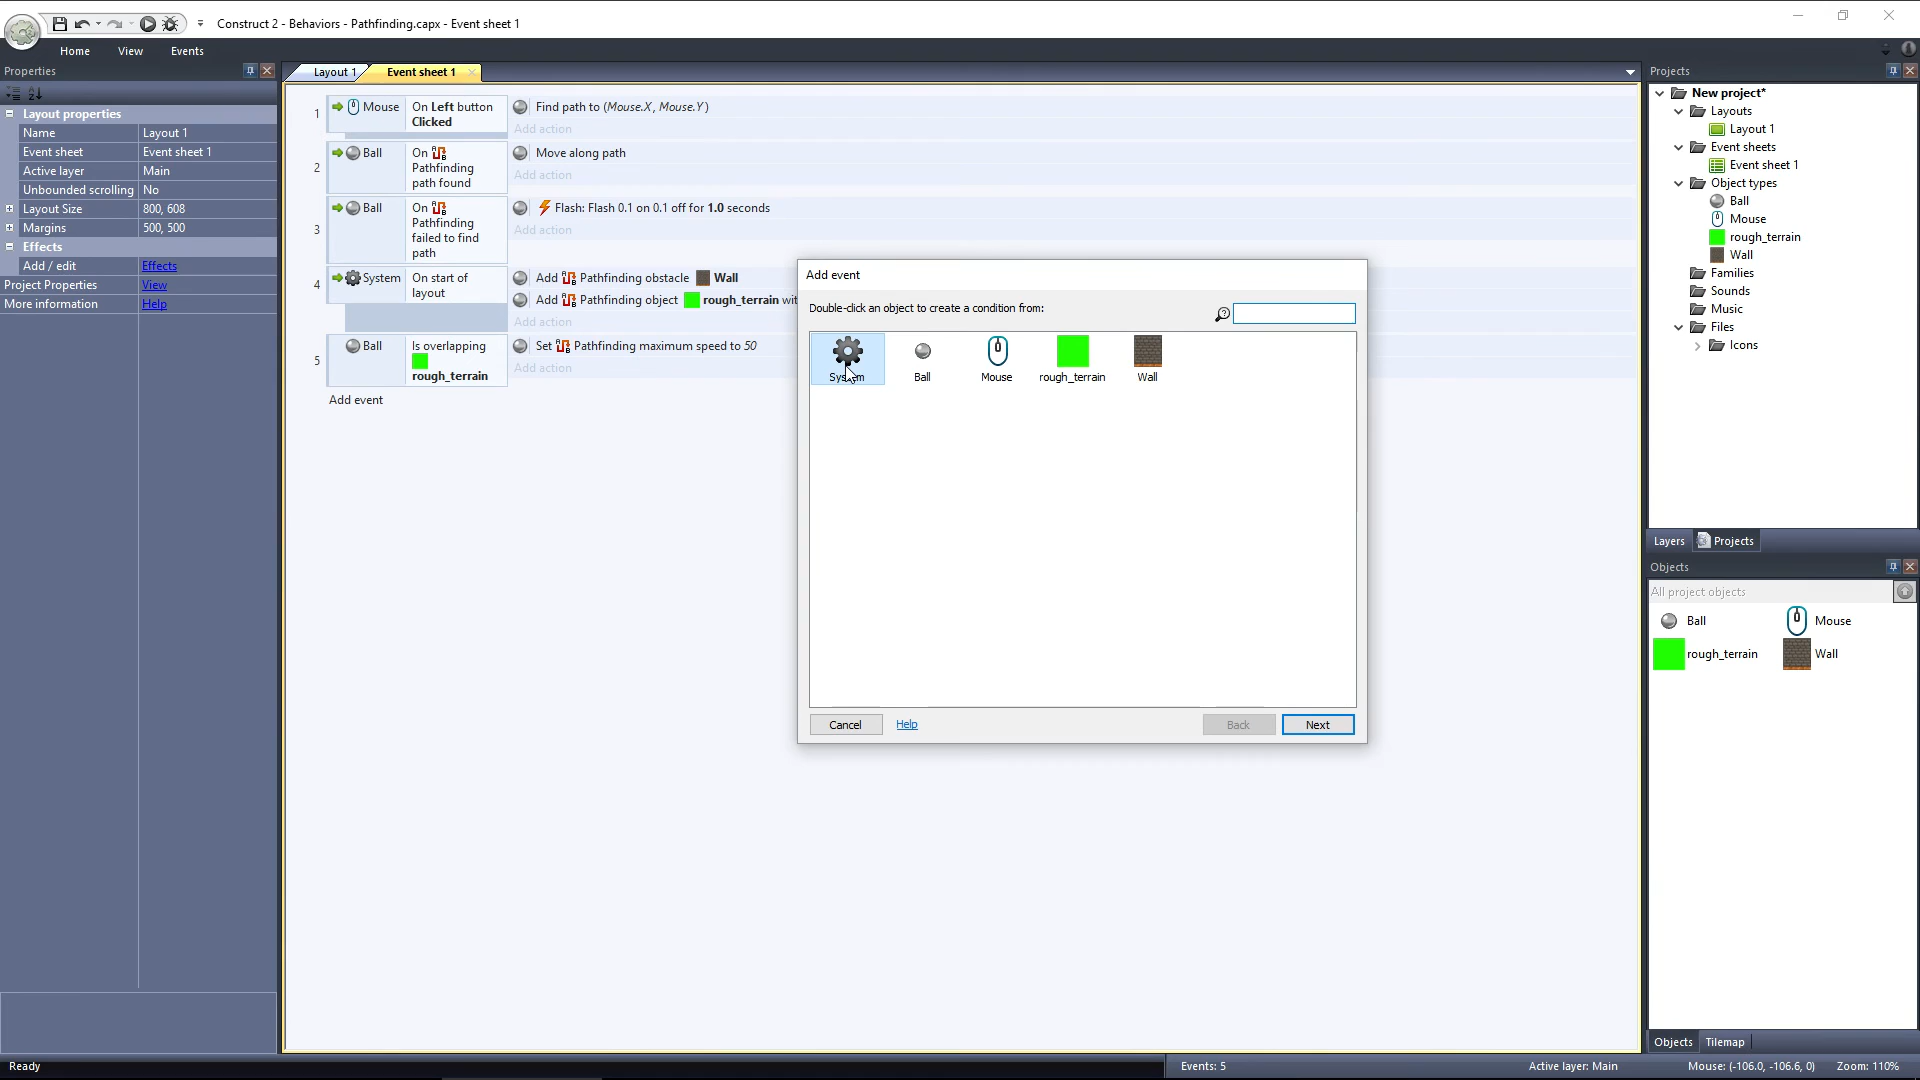 Construct 2 - Behaviors - Pathfinding.capx - Event sheet 1
Home View Events
Properties
Layout properties
Name Layout 1
Event sheet Event sheet 1
Active layer Main
Unbounded scrolling No
Layout Size 800, 608
Margins 500, 500
Effects
Add / edit Effects
Project Properties View
More information Help
Layout 1 Event sheet 1
1 Mouse On Left button Clicked Find path to (Mouse.X, Mouse.Y)
Add action
2 Ball On Pathfinding path found Move along path
Add action
3 Ball On Pathfinding failed to find path Flash: Flash 0.1 on 0.1 off for 1.0 seconds
Add action
4 System On start of layout Add Pathfinding obstacle Wall
Add Pathfinding object rough_terrain wit
Add action
5 Ball Is overlapping rough_terrain Set Pathfinding maximum speed to 50
Add action
Add event
Add event
Double-click an object to create a condition from:
System Ball Mouse rough_terrain Wall
Cancel Help Back Next
Projects
New project*
Layouts
Layout 1
Event sheets
Event sheet 1
Object types
Ball
Mouse
rough_terrain
Wall
Families
Sounds
Music
Files
Icons
Layers Projects
Objects
All project objects
Ball Mouse
rough_terrain Wall
Objects Tilemap
Ready Events: 5 Active layer: Main Mouse: (-106.0, -106.6, 0) Zoom: 110%